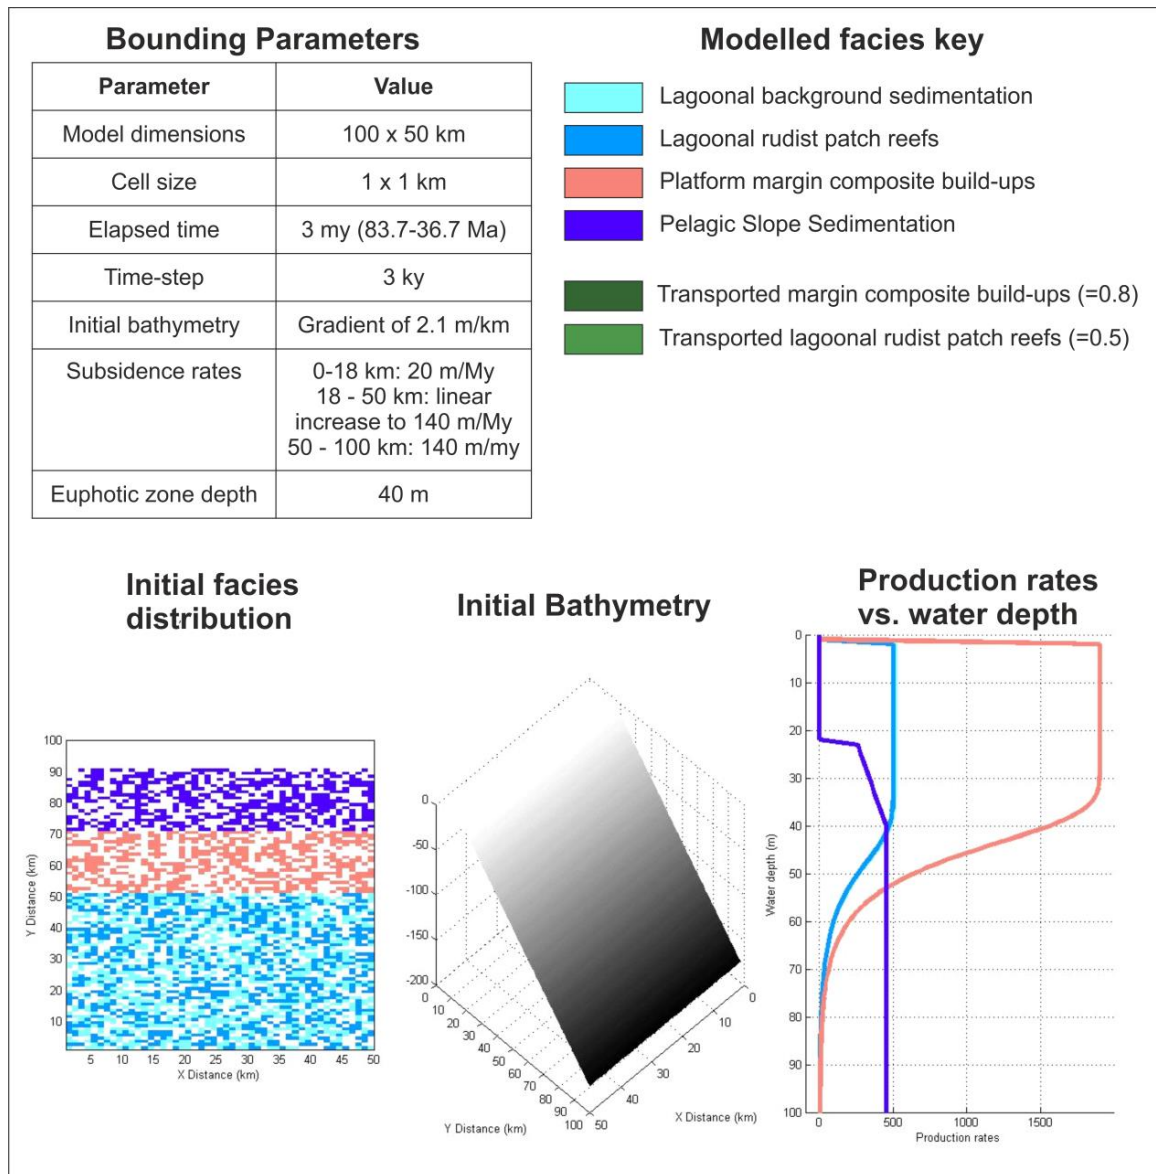 Bounding Parameters
Parameter Value
Model dimensions 100 x 50 km
Cell size 1 x 1 km
Elapsed time 3 my (83.7-36.7 Ma)
Time-step 3 ky
Initial bathymetry Gradient of 2.1 m/km
Subsidence rates 0-18 km: 20 m/My
18 - 50 km: linear
increase to 140 m/My
50 - 100 km: 140 m/my
Euphotic zone depth 40 m
Modelled facies key
Lagoonal background sedimentation
Lagoonal rudist patch reefs
Platform margin composite build-ups
Pelagic Slope Sedimentation
Transported margin composite build-ups (=0.8)
Transported lagoonal rudist patch reefs (=0.5)
Initial facies
distribution
100
90
80
70
60
50
40
30
20
10
Y Distance (km)
5 10 15 20 25 30 35 40 45 50
X Distance (km)
Initial Bathymetry
0
-50
-100
-150
-200
0
10
20
30
40
50
60
70
80
90
100
Y Distance (km)
50
40
30
20
10
0
X Distance (km)
Production rates
vs. water depth
0
10
20
30
40
50
60
70
80
90
100
Water depth (m)
0 500 1000 1500
Production rates